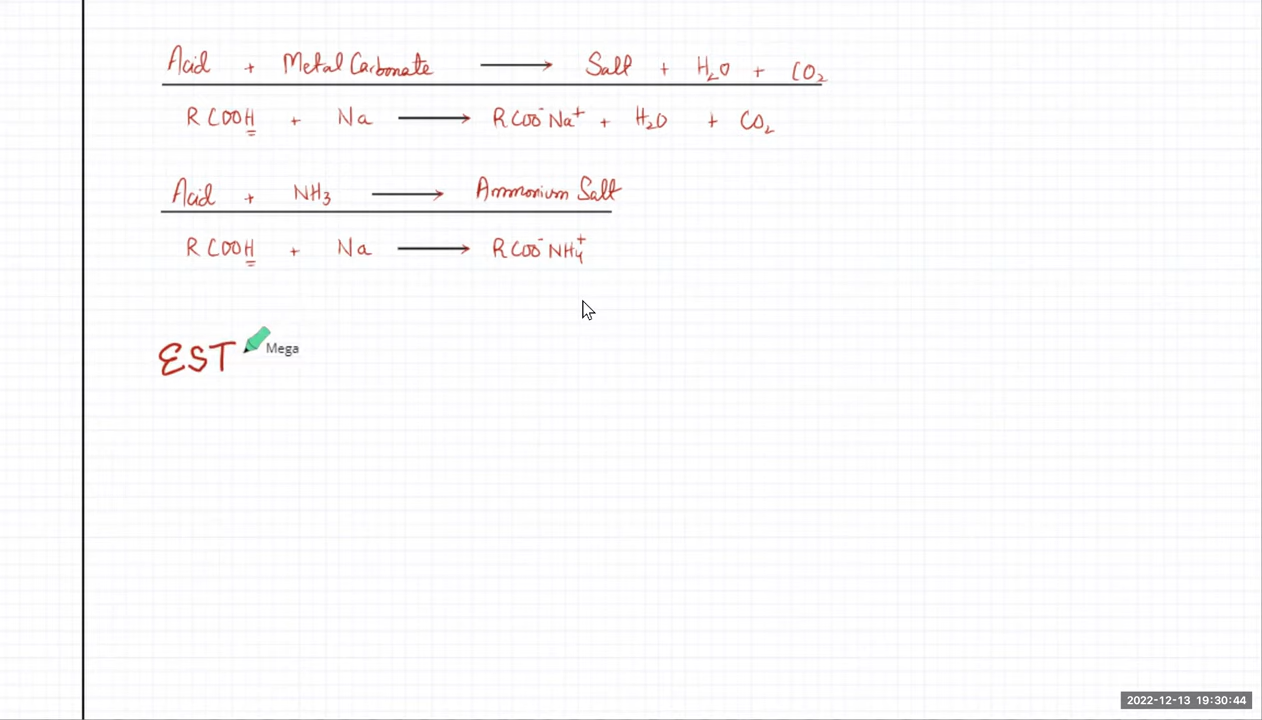 Acid + Metal Carbonate ⟶ Salt + H₂O + CO₂
RCOOH + Na ⟶ RCOO⁻Na⁺ + H₂O + CO₂
Acid + NH₃ ⟶ Ammonium Salt
RCOOH + Na ⟶ RCOO⁻NH₄⁺
EST Mega
2022-12-13 19:30:44